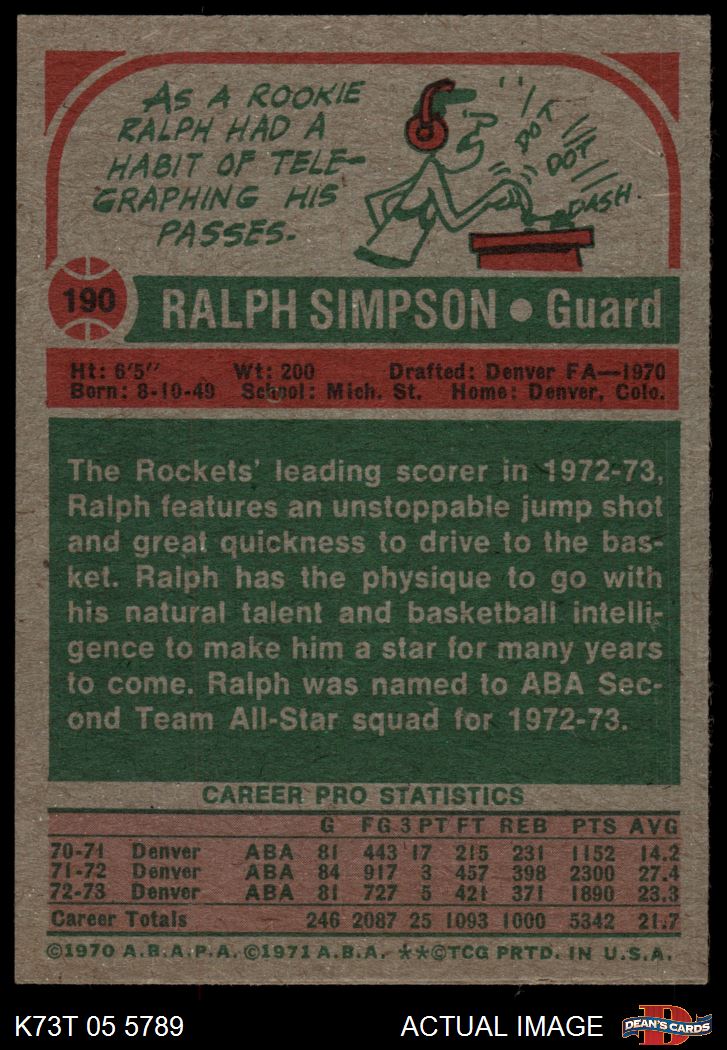 AS A ROOKIE
RALPH HAD A
HABIT OF TELE-
GRAPHING HIS
PASSES.
DOT
DOT
DASH
190
RALPH SIMPSON • Guard
Ht: 6'5" Wt: 200 Drafted: Denver FA—1970
Born: 8-10-49 School: Mich. St. Home: Denver, Colo.
The Rockets' leading scorer in 1972-73,
Ralph features an unstoppable jump shot
and great quickness to drive to the bas-
ket. Ralph has the physique to go with
his natural talent and basketball intelli-
gence to make him a star for many years
to come. Ralph was named to ABA Sec-
ond Team All-Star squad for 1972-73.
CAREER PRO STATISTICS
G FG 3 PT FT REB PTS AVG
70-71 Denver ABA 81 443 17 215 231 1152 14.2
71-72 Denver ABA 84 917 3 457 398 2300 27.4
72-73 Denver ABA 81 727 5 421 371 1890 23.3
Career Totals 246 2087 25 1093 1000 5342 21.7
©1970 A.B.A.P.A. ©1971 A.B.A. **©TCG PRTD. IN U.S.A.
K73T 05 5789 ACTUAL IMAGE
D
DEAN'S CARDS